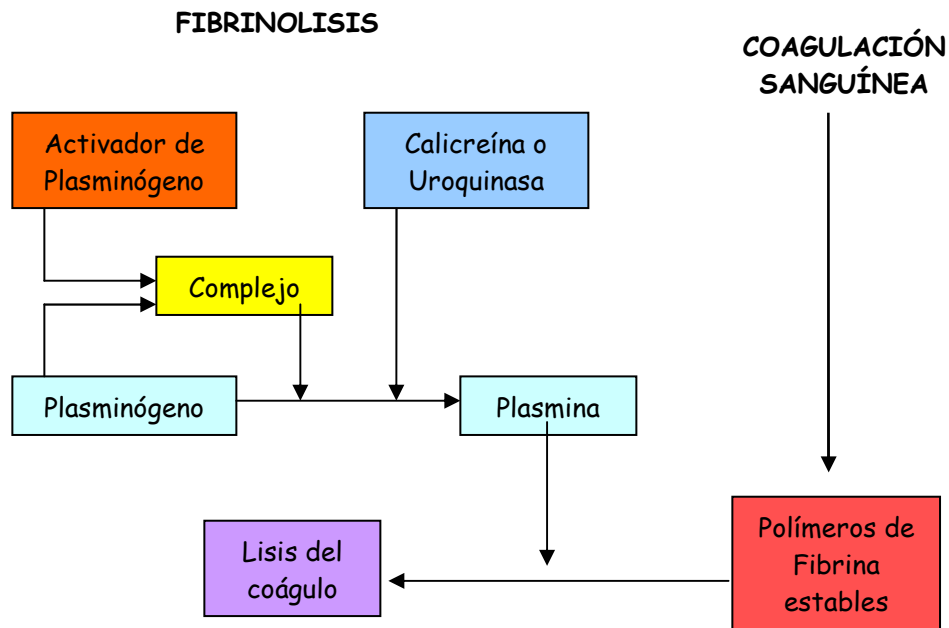 FIBRINOLISIS
COAGULACIÓN
SANGUÍNEA
Activador de
Plasminógeno
Calicreína o
Uroquinasa
Complejo
Plasminógeno
Plasmina
Lisis del
coágulo
Polímeros de
Fibrina
estables